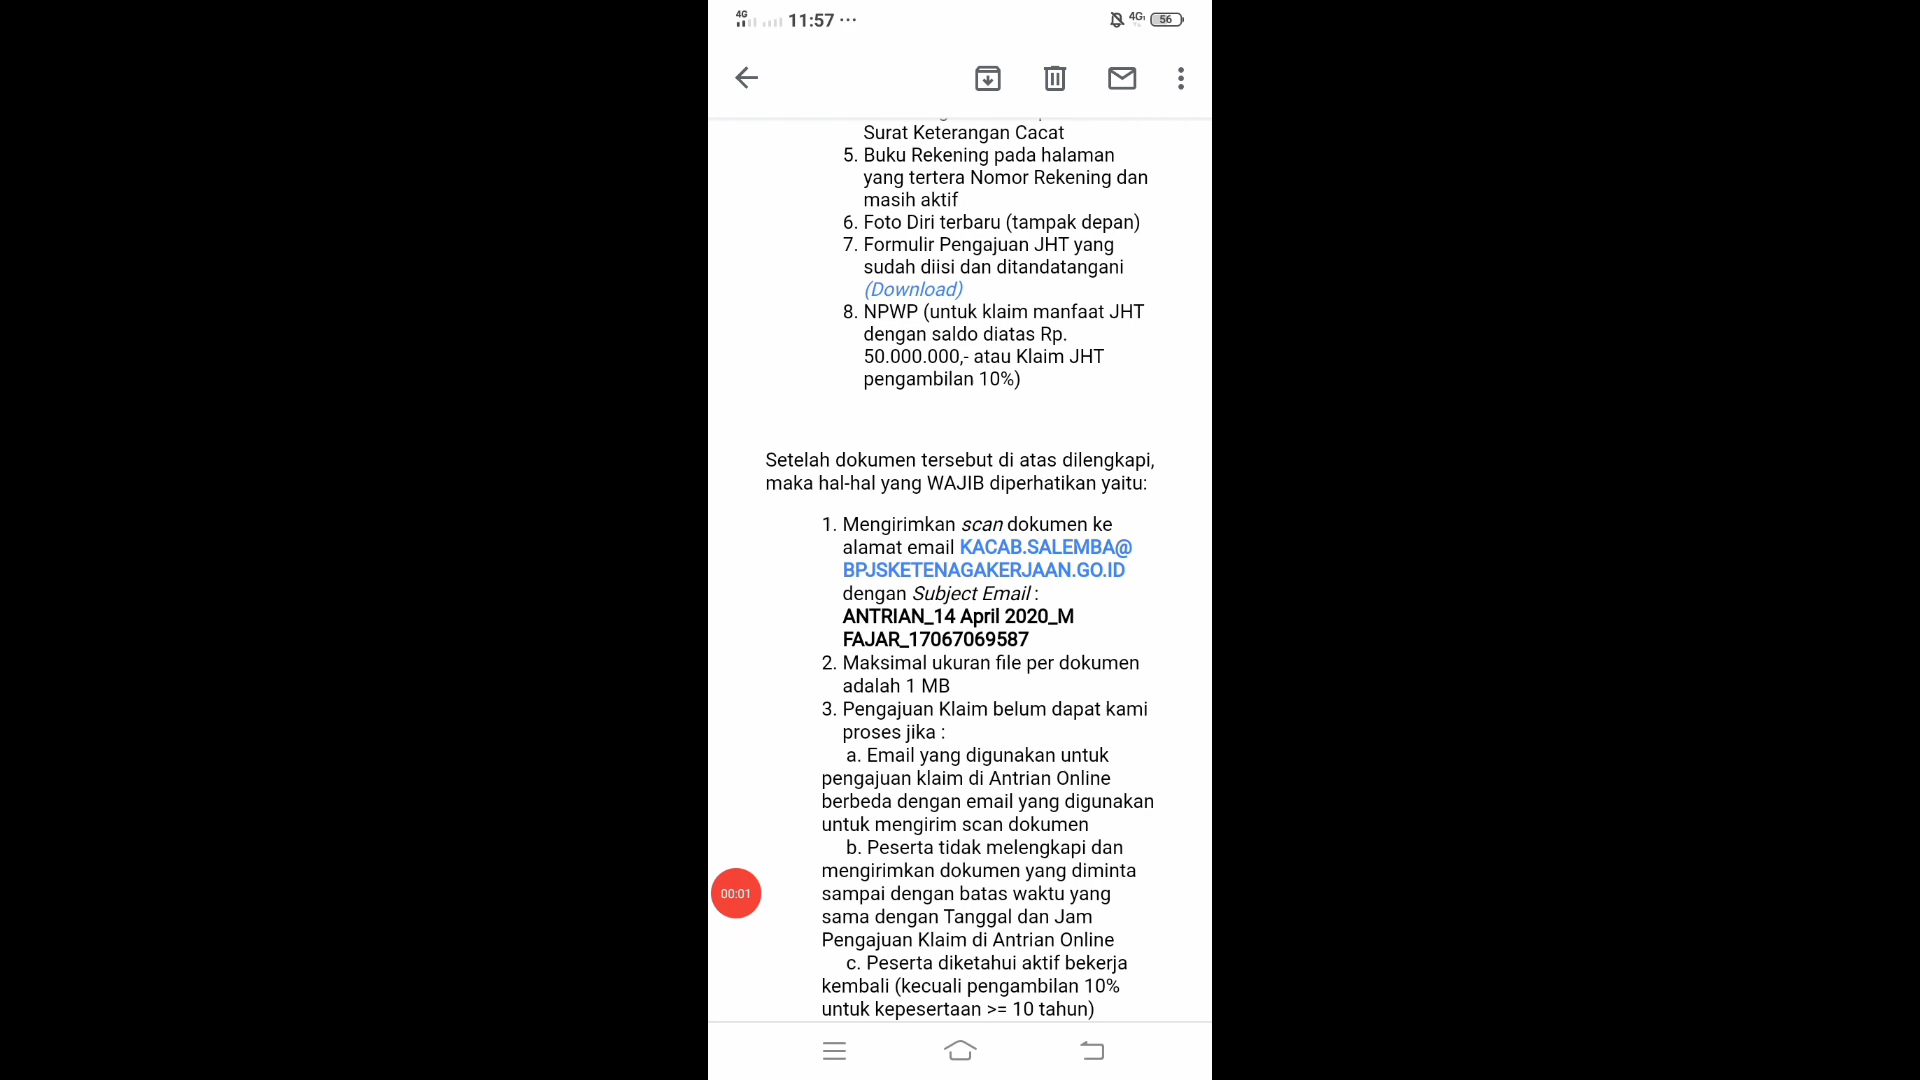 4G
11:57 ...
4G
56
Surat Keterangan Cacat
5. Buku Rekening pada halaman
yang tertera Nomor Rekening dan
masih aktif
6. Foto Diri terbaru (tampak depan)
7. Formulir Pengajuan JHT yang
sudah diisi dan ditandatangani
(Download)
8. NPWP (untuk klaim manfaat JHT
dengan saldo diatas Rp.
50.000.000,- atau Klaim JHT
pengambilan 10%)
Setelah dokumen tersebut di atas dilengkapi,
maka hal-hal yang WAJIB diperhatikan yaitu:
1. Mengirimkan scan dokumen ke
alamat email KACAB.SALEMBA@
BPJSKETENAGAKERJAAN.GO.ID
dengan Subject Email :
ANTRIAN_14 April 2020_M
FAJAR_17067069587
2. Maksimal ukuran file per dokumen
adalah 1 MB
3. Pengajuan Klaim belum dapat kami
proses jika :
a. Email yang digunakan untuk
pengajuan klaim di Antrian Online
berbeda dengan email yang digunakan
untuk mengirim scan dokumen
b. Peserta tidak melengkapi dan
mengirimkan dokumen yang diminta
sampai dengan batas waktu yang
sama dengan Tanggal dan Jam
Pengajuan Klaim di Antrian Online
c. Peserta diketahui aktif bekerja
kembali (kecuali pengambilan 10%
untuk kepesertaan >= 10 tahun)
00:01